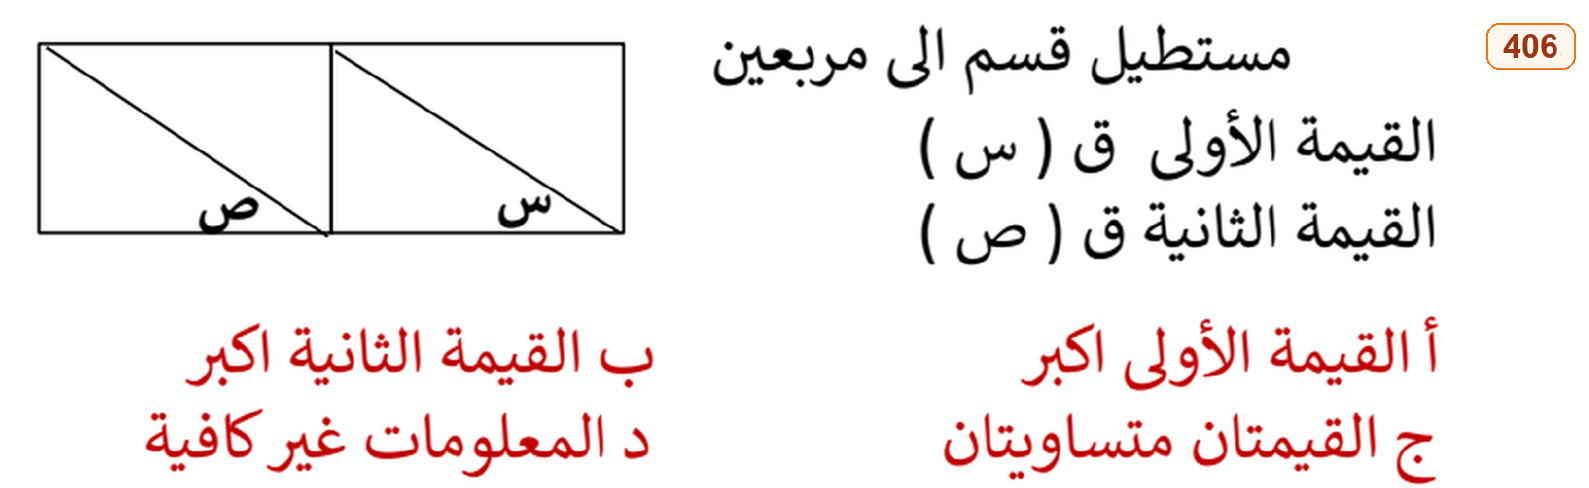 406
مستطيل قسم الى مربعين
القيمة الأولى ق ( س )
القيمة الثانية ق ( ص )
س
ص
أ القيمة الأولى اكبر
ب القيمة الثانية اكبر
ج القيمتان متساويتان
د المعلومات غير كافية